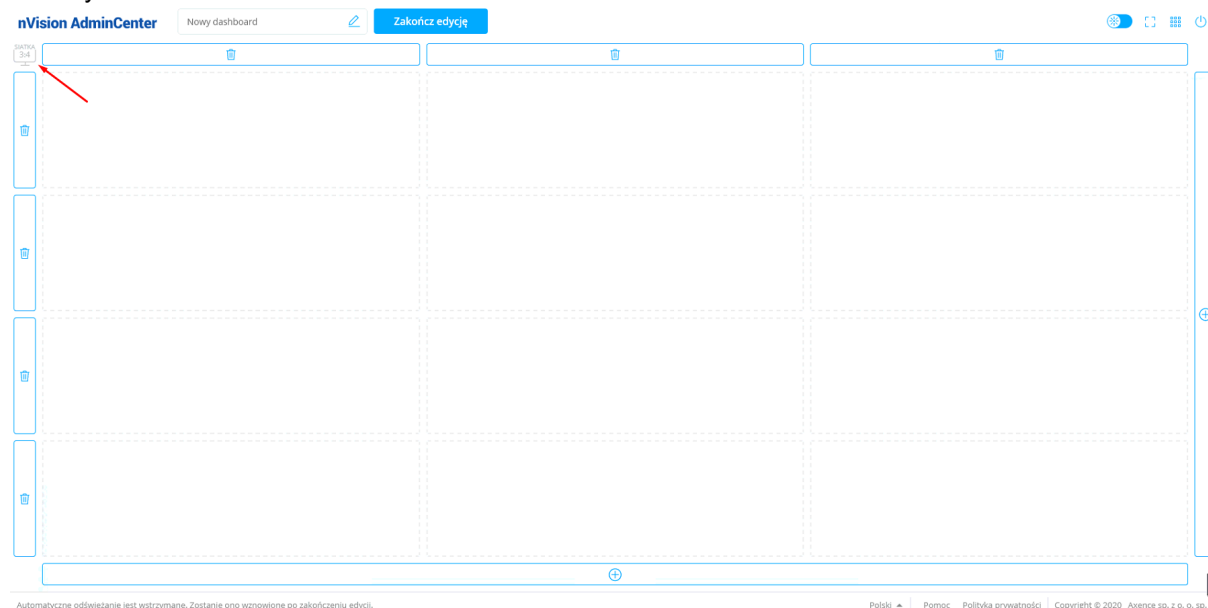 nVision AdminCenter
Nowy dashboard
Zakończ edycję
SIATKA
3:4
Automatyczne odświeżanie jest wstrzymane. Zostanie ono wznowione po zakończeniu edycji.
Polski
Pomoc
Polityka prywatności
Copyright © 2020 Axence sp. z o. o. sp.